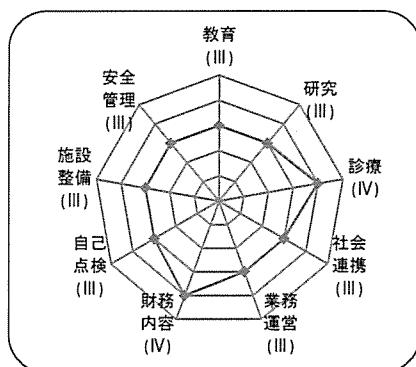 教育
(Ⅲ)
研究
(Ⅲ)
診療
(Ⅳ)
社会
連携
(Ⅲ)
業務
運営
(Ⅲ)
財務
内容
(Ⅳ)
自己
点検
(Ⅲ)
施設
整備
(Ⅲ)
安全
管理
(Ⅲ)